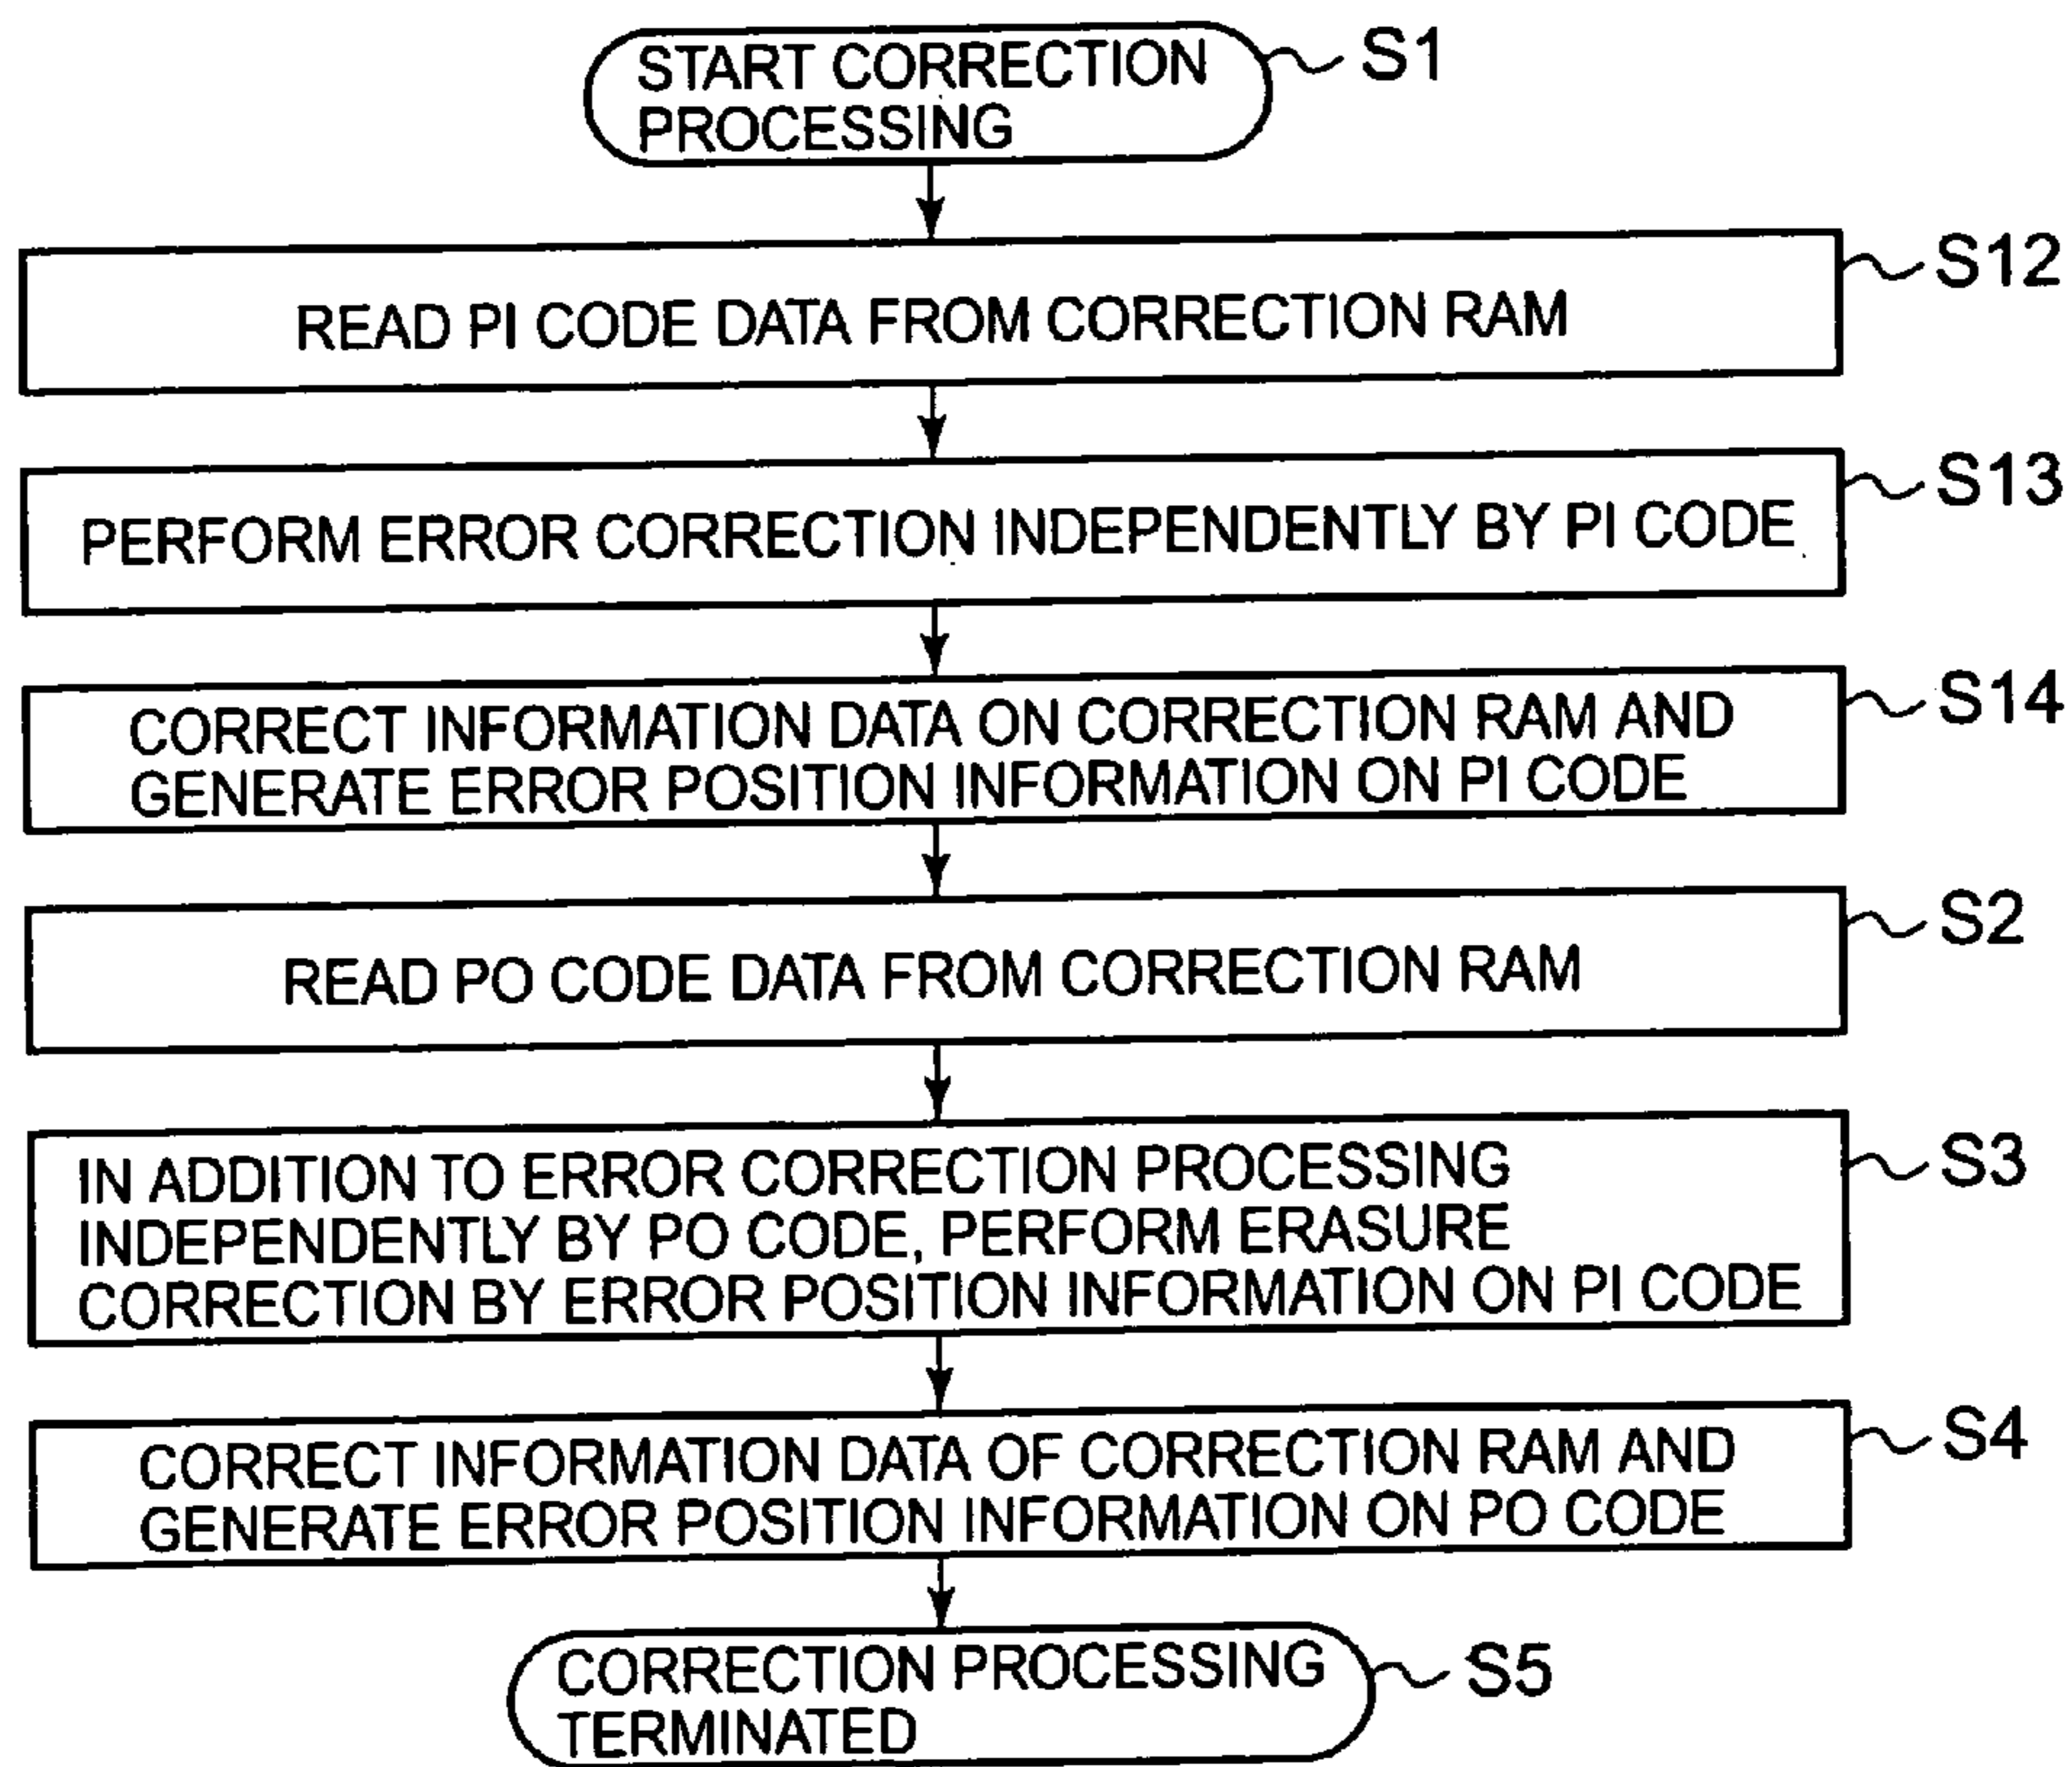 START CORRECTION
PROCESSING
S1
READ PI CODE DATA FROM CORRECTION RAM
S12
PERFORM ERROR CORRECTION INDEPENDENTLY BY PI CODE
S13
CORRECT INFORMATION DATA ON CORRECTION RAM AND
GENERATE ERROR POSITION INFORMATION ON PI CODE
S14
READ PO CODE DATA FROM CORRECTION RAM
S2
IN ADDITION TO ERROR CORRECTION PROCESSING
INDEPENDENTLY BY PO CODE, PERFORM ERASURE
CORRECTION BY ERROR POSITION INFORMATION ON PI CODE
S3
CORRECT INFORMATION DATA OF CORRECTION RAM AND
GENERATE ERROR POSITION INFORMATION ON PO CODE
S4
CORRECTION PROCESSING
TERMINATED
S5